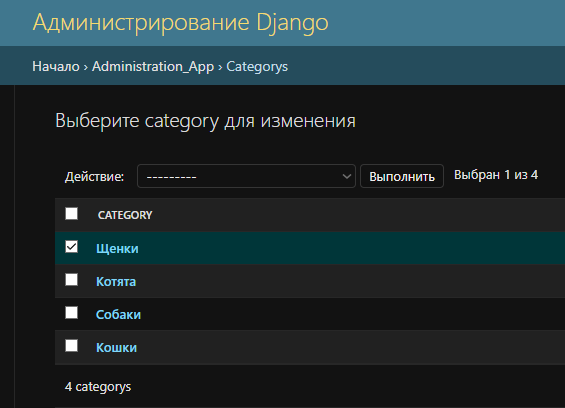 Администрирование Django
Начало › Administration_App › Categorys
Выберите category для изменения
Действие: --------- Выполнить Выбран 1 из 4
CATEGORY
Щенки
Котята
Собаки
Кошки
4 categorys